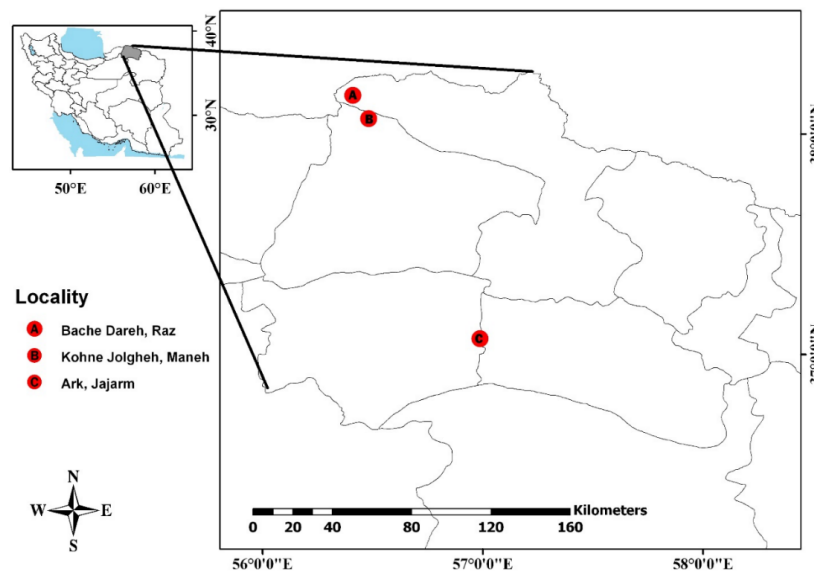 40°N
30°N
50°E
60°E
A
B
C
Locality
A Bache Dareh, Raz
B Kohne Jolgheh, Maneh
C Ark, Jajarm
N
W E
S
Kilometers
0 10 20 40 80 120 160
56°0'0"E 57°0'0"E 58°0'0"E